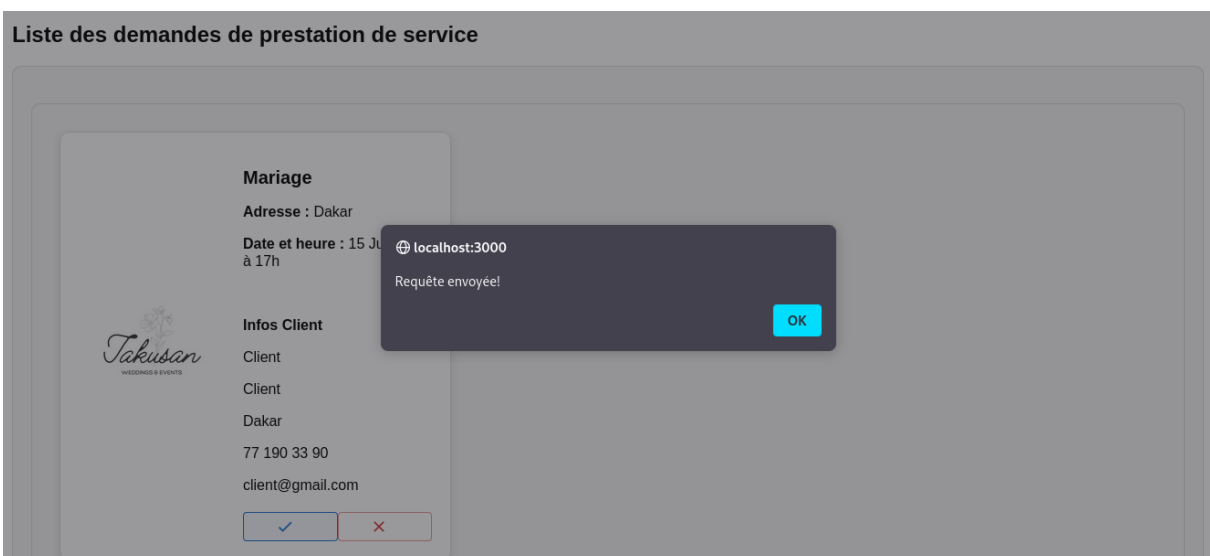 Liste des demandes de prestation de service
Mariage
Adresse : Dakar
Date et heure : 15
à 17h
localhost:3000
Requête envoyée!
OK
Infos Client
Takusan
WEDDINGS & EVENTS
Client
Client
Dakar
77 190 33 90
client@gmail.com